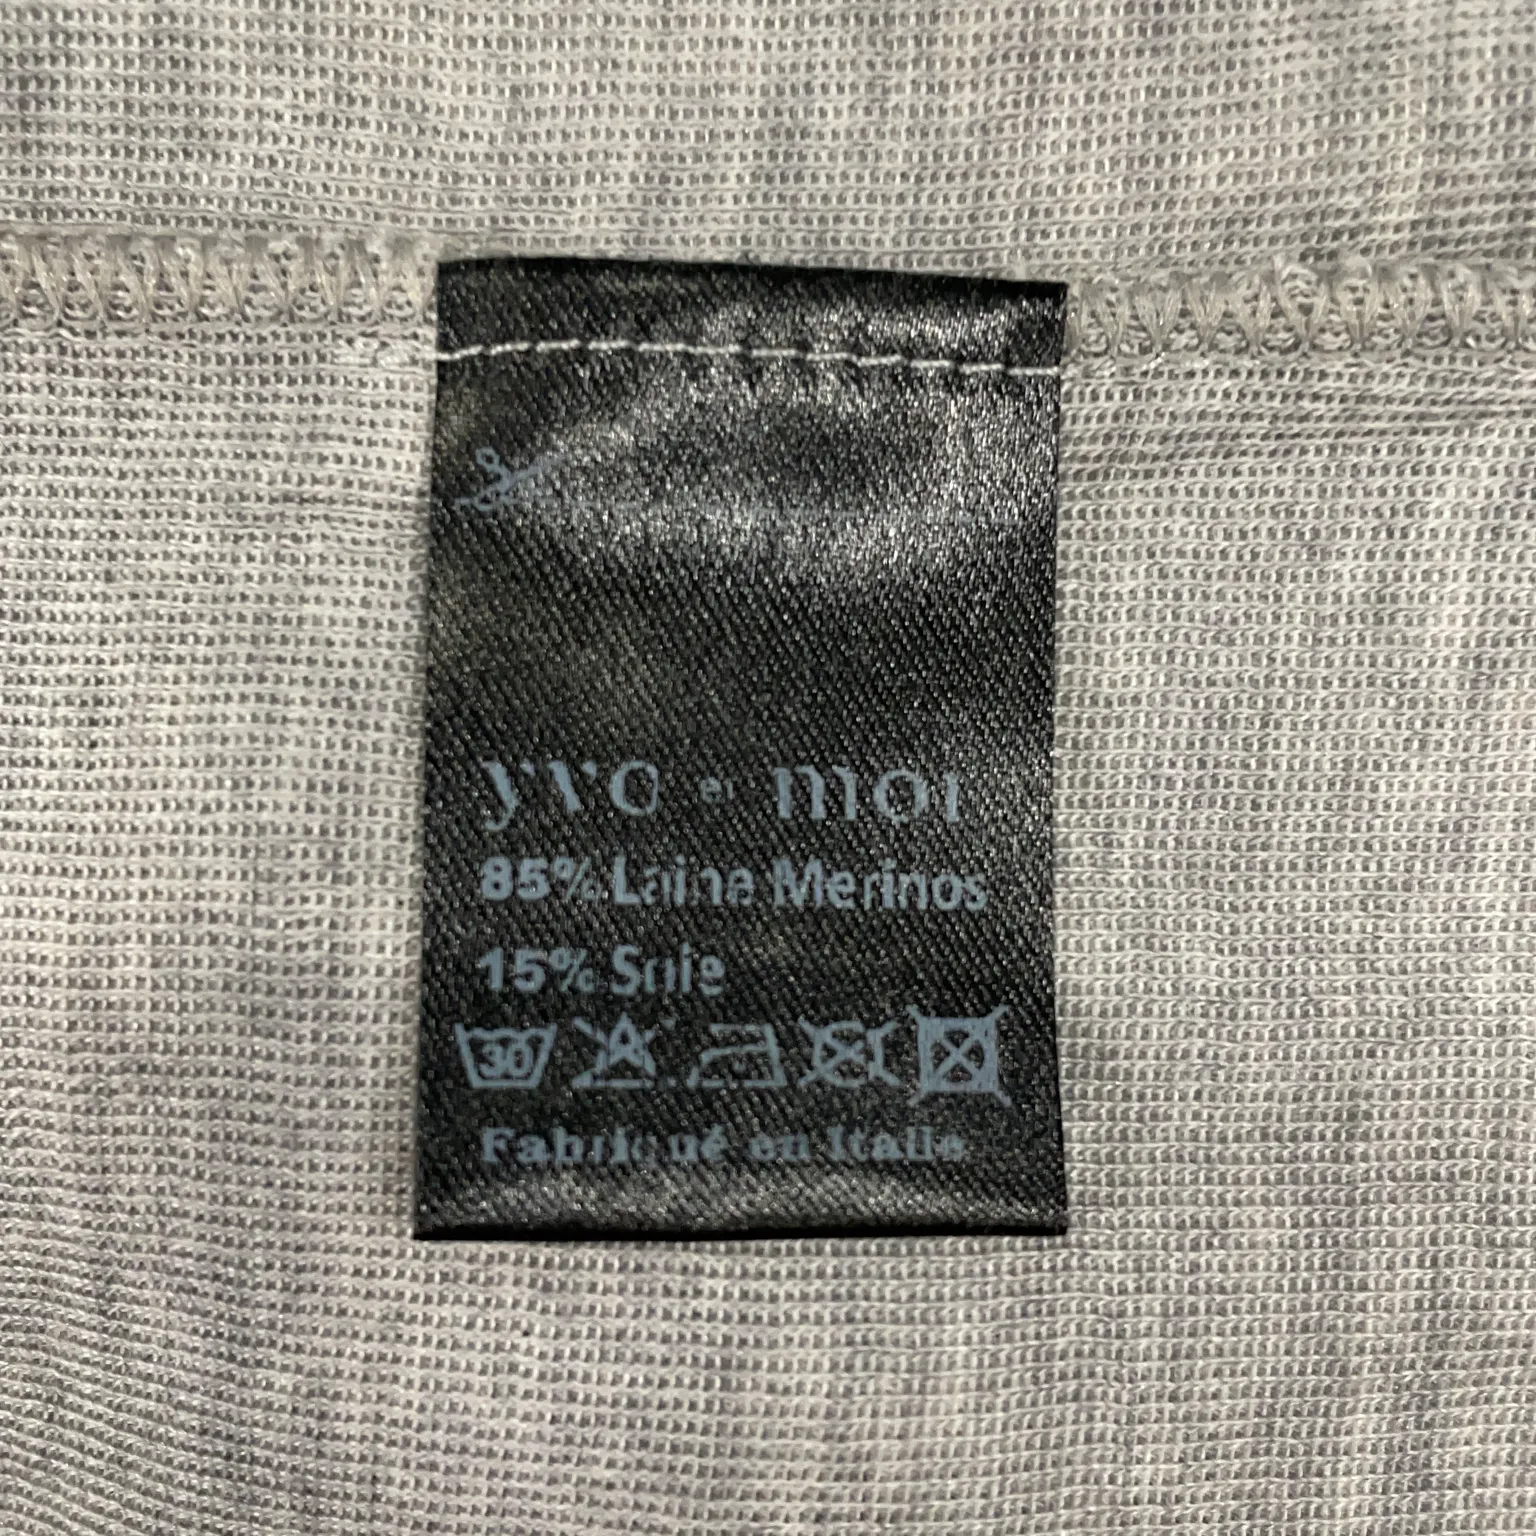 yvo et moi
85% Laine Merinos
15% Soie
30
Fabriqué en Italie